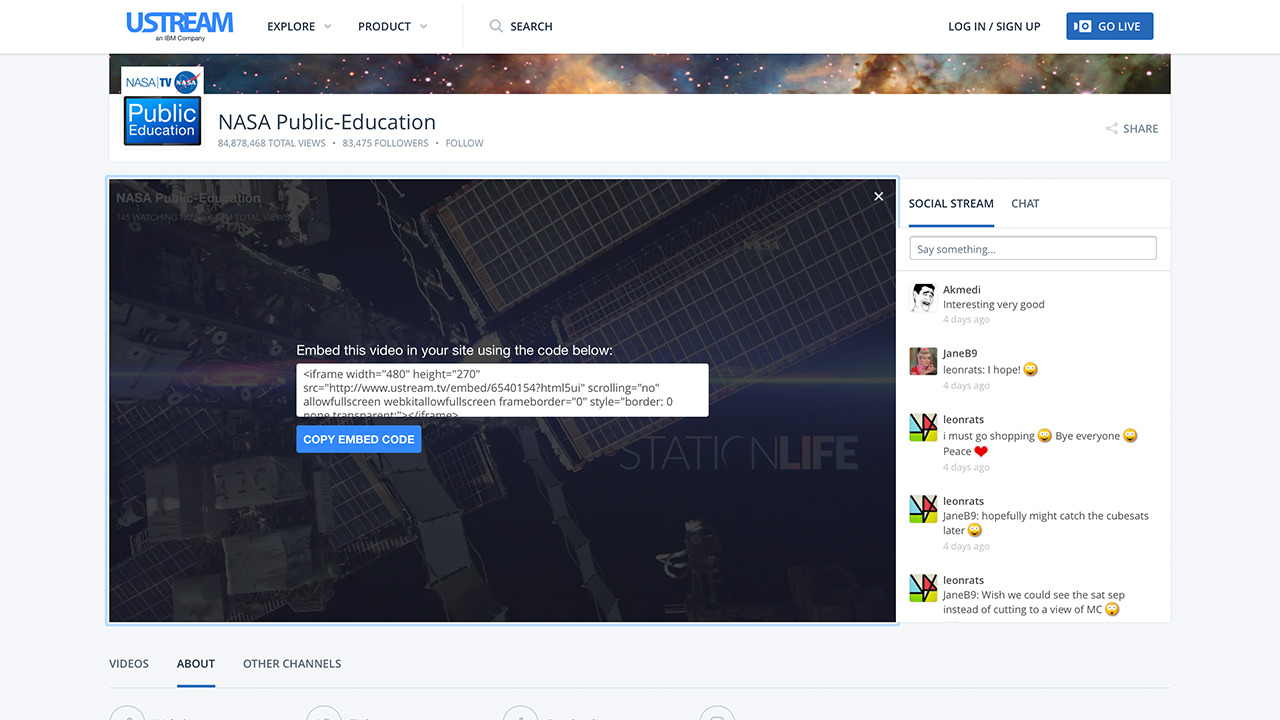 USTREAM
an IBM Company
EXPLORE
PRODUCT
SEARCH
LOG IN / SIGN UP
GO LIVE
NASA TV NASA
Public
Education
NASA Public-Education
84,878,468 TOTAL VIEWS • 83,475 FOLLOWERS • FOLLOW
SHARE
NASA Public-Education
NASA
Embed this video in your site using the code below:
<iframe width="480" height="270"
src="http://www.ustream.tv/embed/6540154?html5ui" scrolling="no"
allowfullscreen webkitallowfullscreen frameborder="0" style="border: 0
none transparent;"></iframe>
COPY EMBED CODE
STATIONLIFE
SOCIAL STREAM
CHAT
Say something...
Akmedi
Interesting very good
4 days ago
JaneB9
leonrats: I hope!
4 days ago
leonrats
i must go shopping Bye everyone
Peace
4 days ago
leonrats
JaneB9: hopefully might catch the cubesats
later
4 days ago
leonrats
JaneB9: Wish we could see the sat sep
instead of cutting to a view of MC
VIDEOS
ABOUT
OTHER CHANNELS